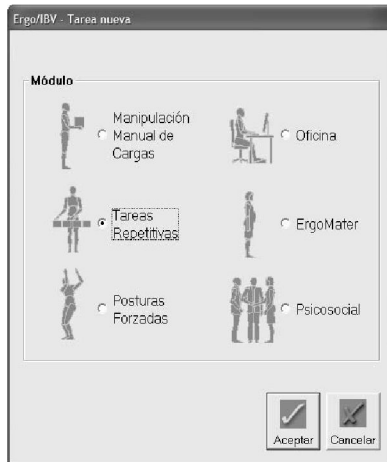 Ergo/IBV - Tarea nueva
Módulo
Manipulación
Manual de
Cargas
Oficina
Tareas
Repetitivas
ErgoMater
Posturas
Forzadas
Psicosocial
Aceptar
Cancelar